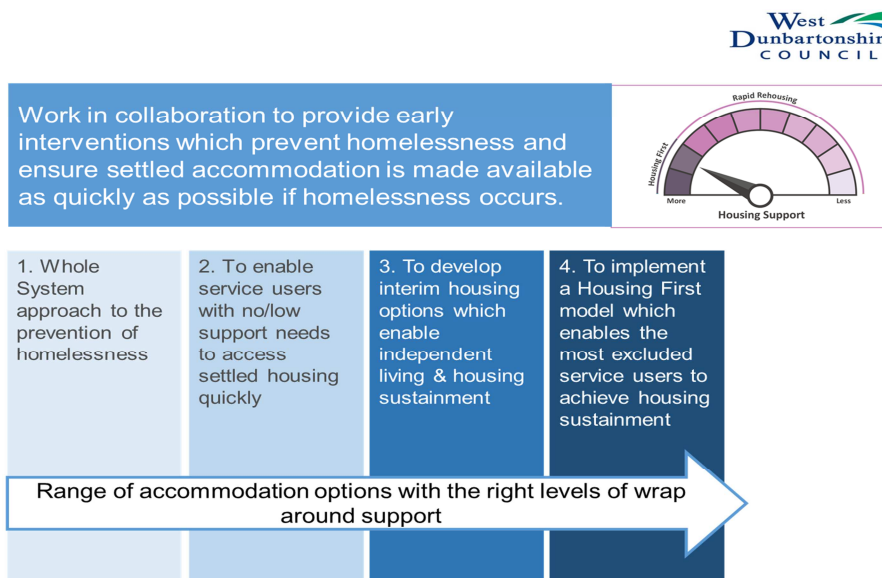 West
Dunbartonshir
COUNCIL
Work in collaboration to provide early
interventions which prevent homelessness and
ensure settled accommodation is made available
as quickly as possible if homelessness occurs.
Rapid Rehousing
Housing First
More
Less
Housing Support
1. Whole
System
approach to the
prevention of
homelessness
2. To enable
service users
with no/low
support needs
to access
settled housing
quickly
3. To develop
interim housing
options which
enable
independent
living & housing
sustainment
4. To implement
a Housing First
model which
enables the
most excluded
service users to
achieve housing
sustainment
Range of accommodation options with the right levels of wrap
around support